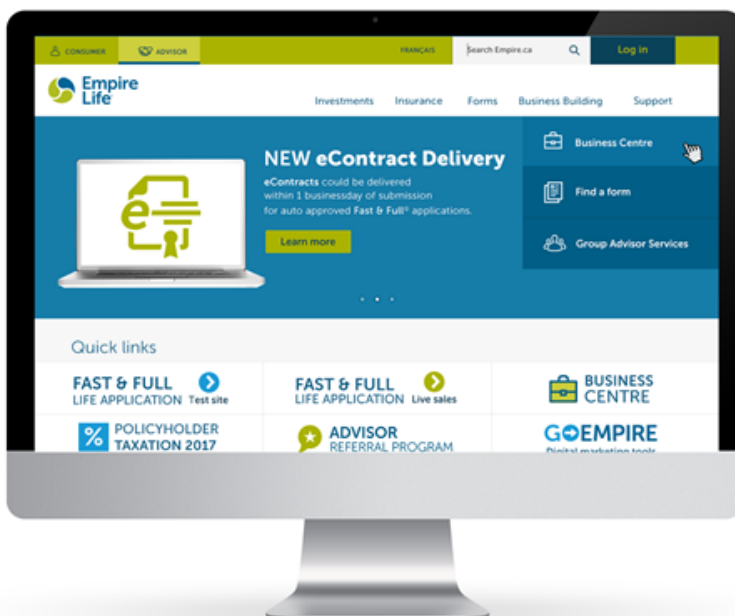 CONSUMER
ADVISOR
FRANÇAIS
Search Empire.ca
Log in
Empire
Life
Investments
Insurance
Forms
Business Building
Support
NEW eContract Delivery
eContracts could be delivered
within 1 businessday of submission
for auto approved Fast & Full® applications.
Learn more
e
Business Centre
Find a form
Group Advisor Services
Quick links
FAST & FULL
LIFE APPLICATION Test site
FAST & FULL
LIFE APPLICATION Live sales
BUSINESS
CENTRE
% POLICYHOLDER
TAXATION 2017
ADVISOR
REFERRAL PROGRAM
GOEMPIRE
Digital marketing tools